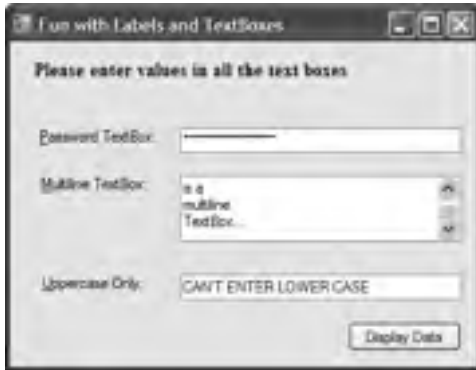 Fun with Labels and TextBoxes
Please enter values in all the text boxes
Password TextBox:
Multiline TextBox:
is a
multiline
TextBox...
Uppercase Only:
CAN'T ENTER LOWER CASE
Display Data